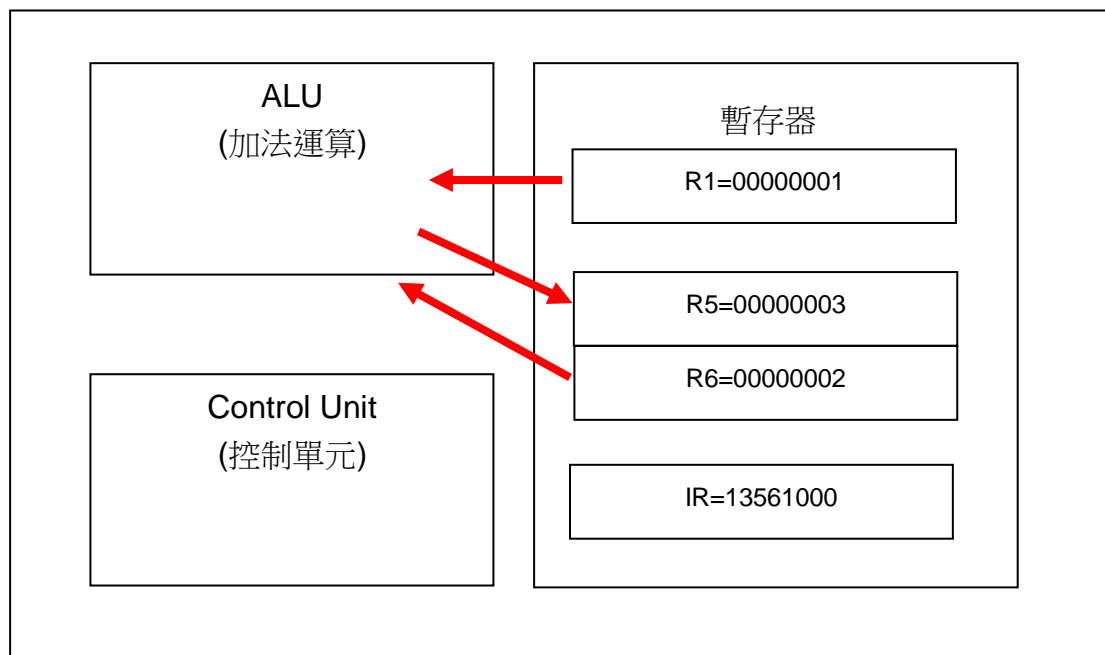 ALU
(加法運算)
暫存器
R1=00000001
R5=00000003
R6=00000002
Control Unit
(控制單元)
IR=13561000